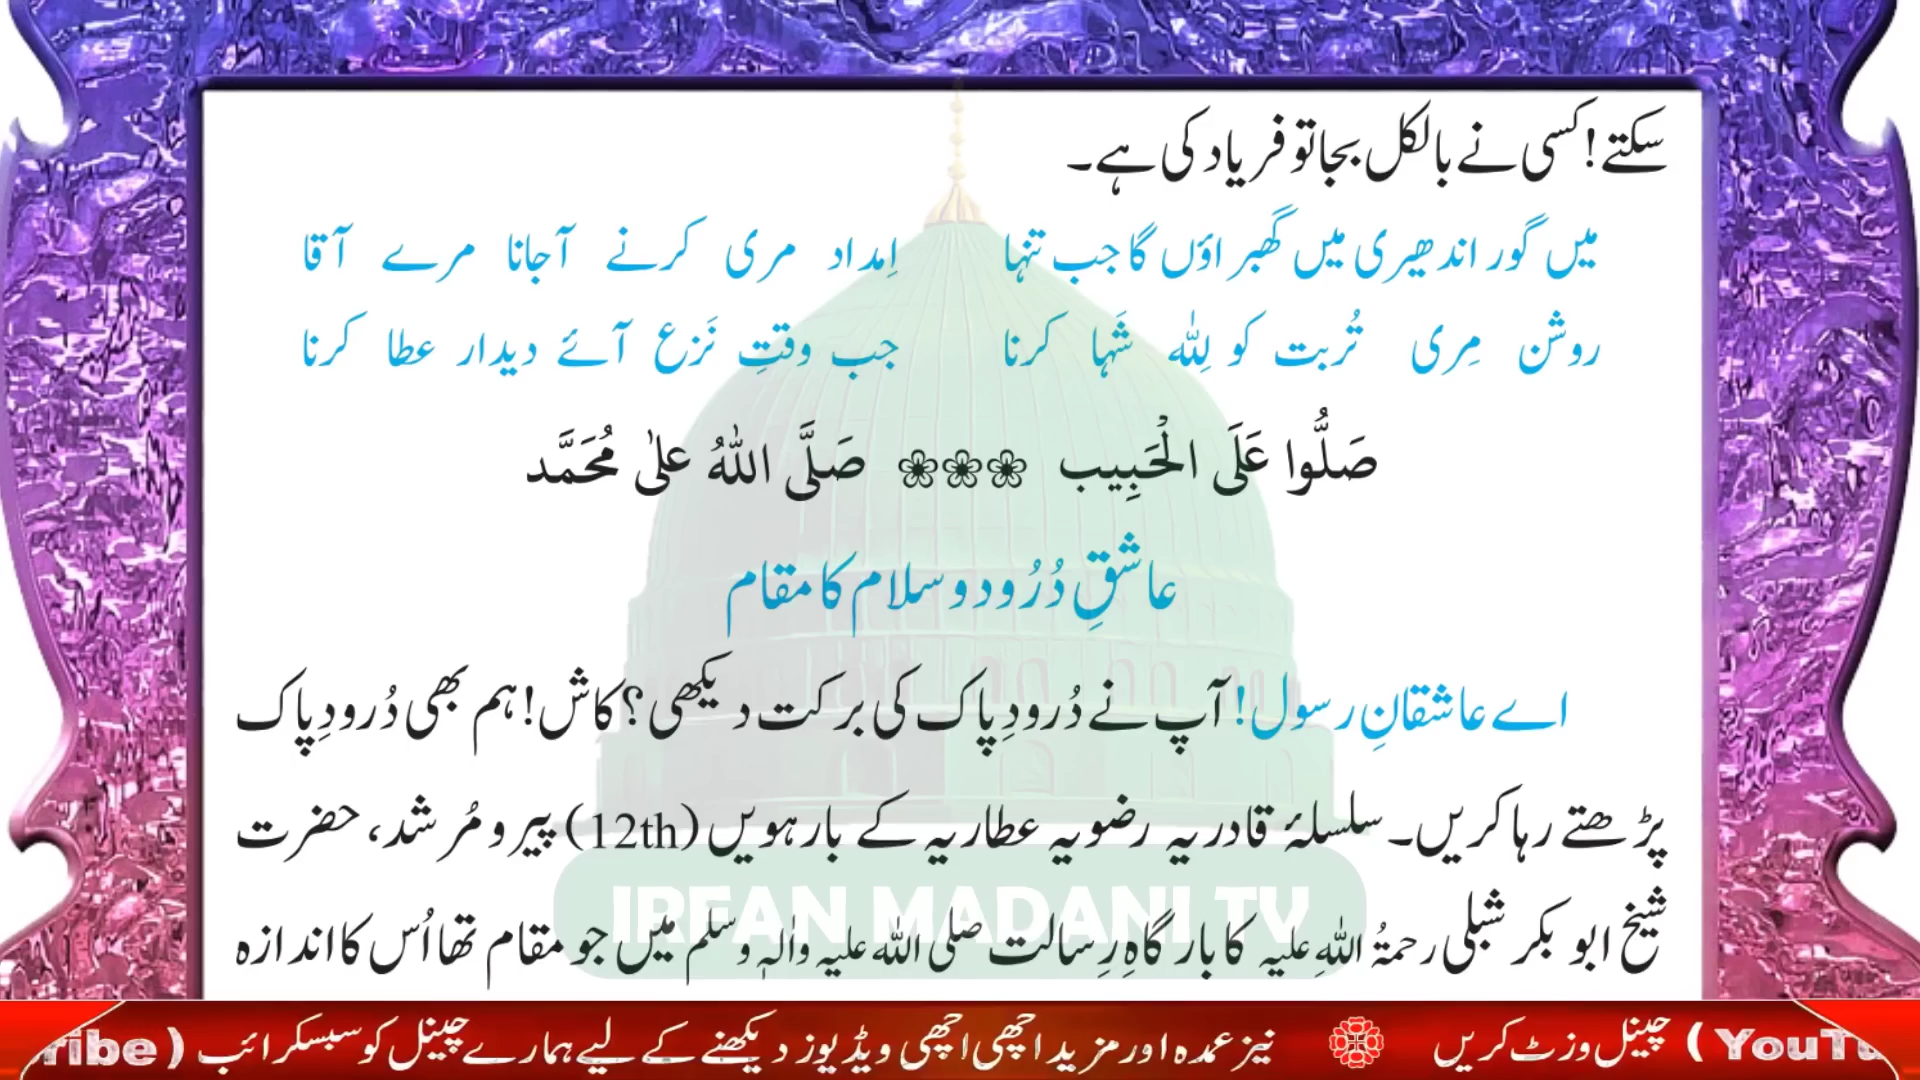 سکتے! کسی نے بالکل بجا تو فریاد کی ہے۔
میں گور اندھیری میں گھبراؤں گا جب تنہا اِمداد مری کرنے آجانا مرے آقا
روشن مِری تُربت کو لِلّٰہ شَہا کرنا جب وقتِ نَزع آئے دیدار عطا کرنا
صَلُّوا عَلَی الْحَبِیب ❀❀❀ صَلَّی اللہُ علٰی مُحَمَّد
عاشقِ دُرُود و سلام کا مقام
اے عاشقانِ رسول! آپ نے دُرودِ پاک کی برکت دیکھی؟ کاش! ہم بھی دُرودِ پاک
پڑھتے رہا کریں۔ سلسلۂ قادریہ رضویہ عطاریہ کے بارہویں (12th) پیر و مُرشد، حضرت
شیخ ابو بکر شبلی رحمۃُ اللہِ علیہ کا بارگاہِ رِسالت صلی اللہ علیہ واٰلہٖ وسلم میں جو مقام تھا اُس کا اندازہ
IRFAN MADANI TV
YouTu ) چینل وزٹ کریں نیز عمدہ اور مزید اچھی اچھی ویڈیوز دیکھنے کے لیے ہمارے چینل کو سبسکرائب ( ribe